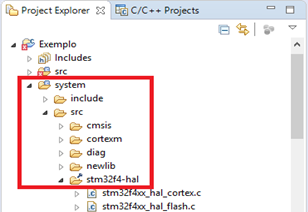 Project Explorer C/C++ Projects
Exemplo
Includes
src
system
include
src
cmsis
cortexm
diag
newlib
stm32f4-hal
stm32f4xx_hal_cortex.c
stm32f4xx_hal_flash.c